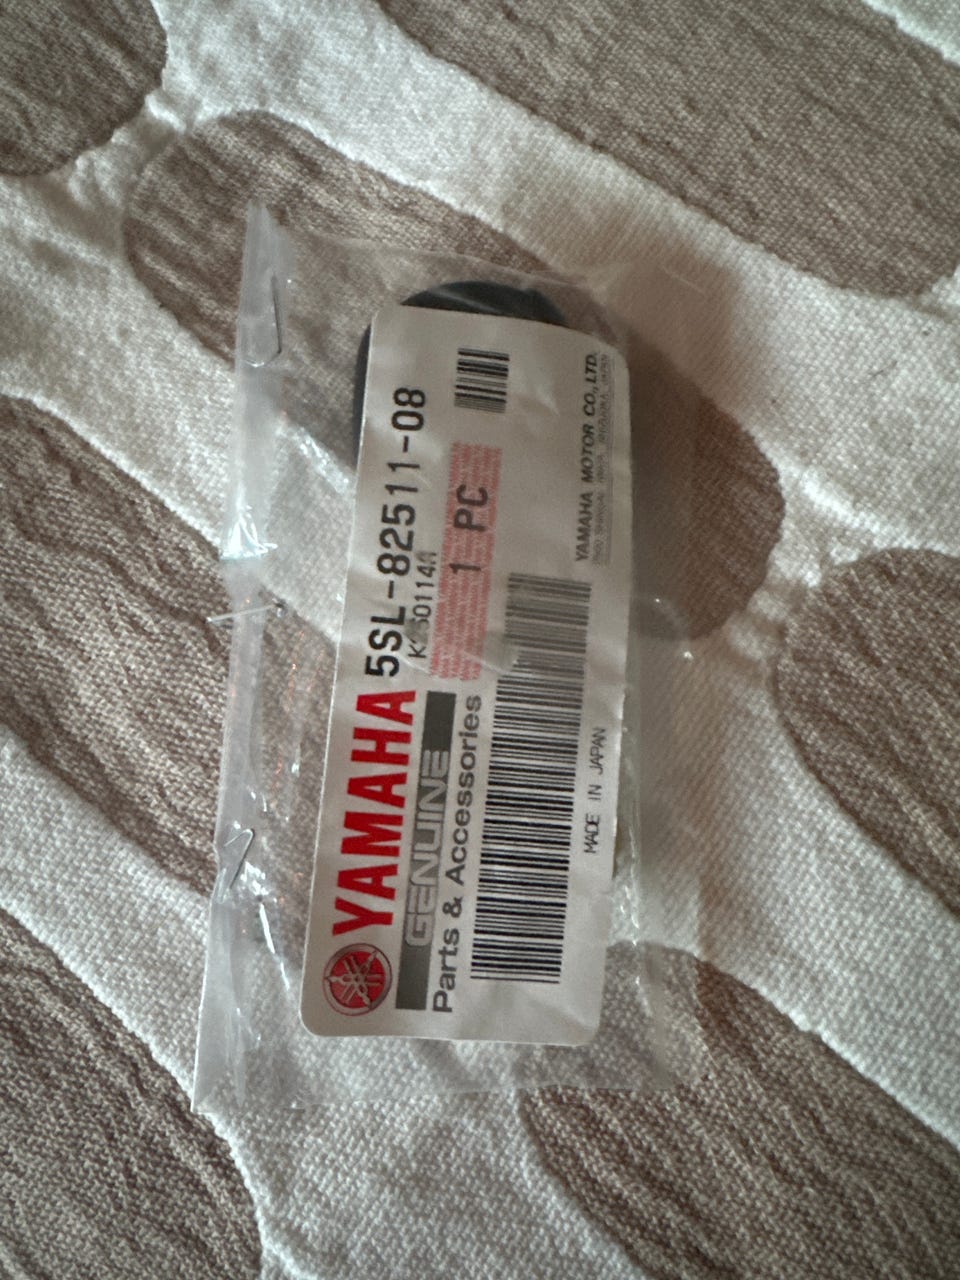 YAMAHA 5SL-82511-08
GENUINE
Parts & Accessories
1 PC
MADE IN JAPAN
YAMAHA MOTOR CO., LTD.